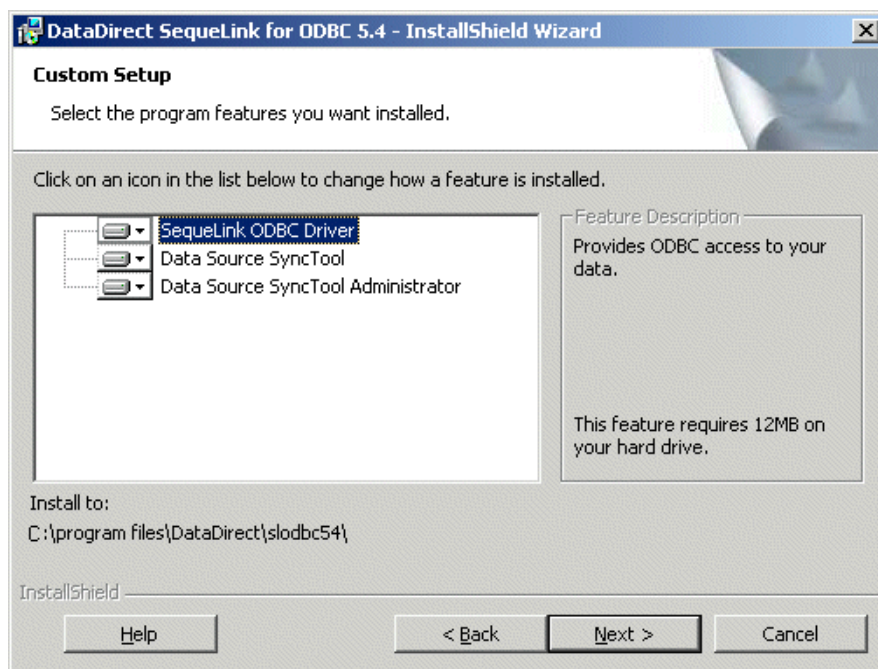 DataDirect SequeLink for ODBC 5.4 - InstallShield Wizard
Custom Setup
Select the program features you want installed.
Click on an icon in the list below to change how a feature is installed.
SequeLink ODBC Driver
Data Source SyncTool
Data Source SyncTool Administrator
Feature Description
Provides ODBC access to your
data.
This feature requires 12MB on
your hard drive.
Install to:
C:\program files\DataDirect\slodbc54\
InstallShield
Help
< Back
Next >
Cancel